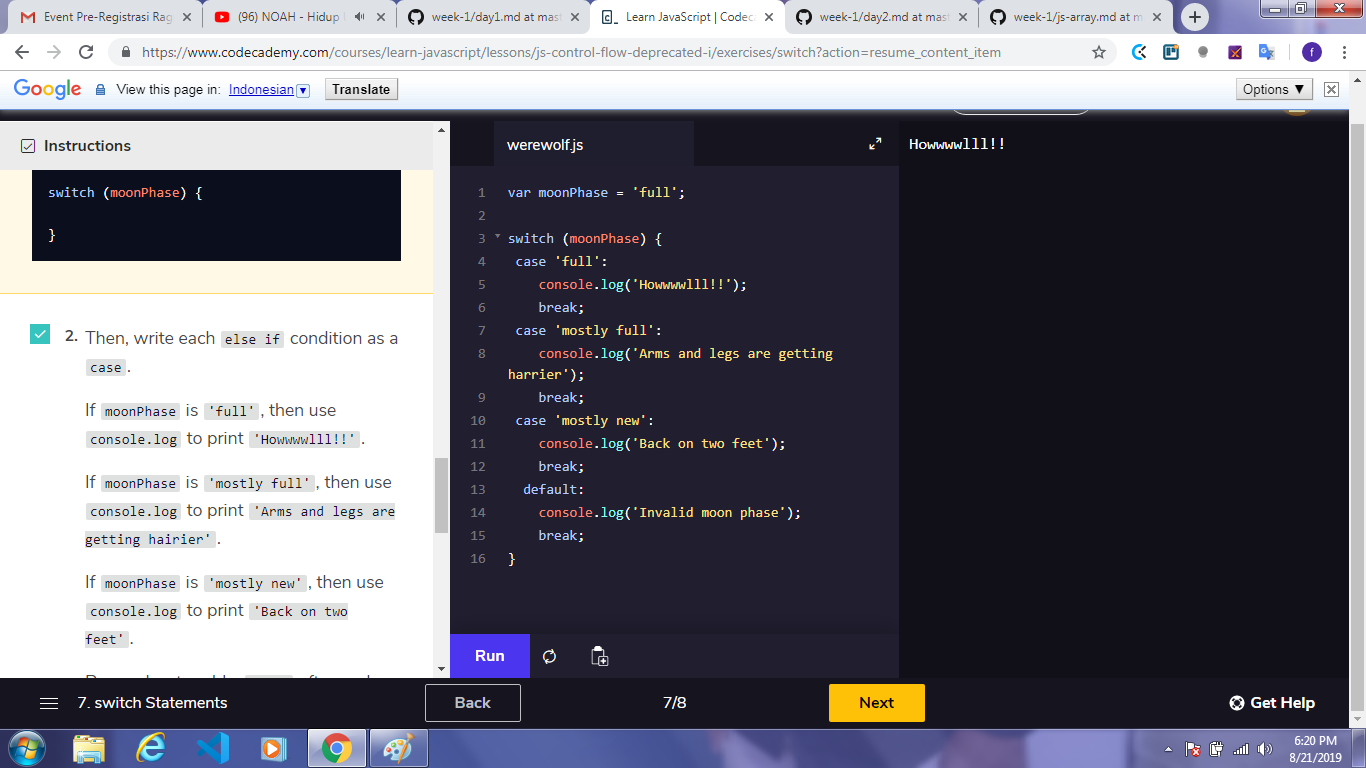 Event Pre-Registrasi Rag
(96) NOAH - Hidup
week-1/day1.md at mast
Learn JavaScript | Codec
week-1/day2.md at mast
week-1/js-array.md at m
https://www.codecademy.com/courses/learn-javascript/lessons/js-control-flow-deprecated-i/exercises/switch?action=resume_content_item
f
Google View this page in: Indonesian Translate Options ▼
Instructions
switch (moonPhase) {
}
2. Then, write each else if condition as a
case.
If moonPhase is 'full', then use
console.log to print 'Howwwwlll!!'.
If moonPhase is 'mostly full', then use
console.log to print 'Arms and legs are
getting hairier'.
If moonPhase is 'mostly new', then use
console.log to print 'Back on two
feet'.
werewolf.js
1 var moonPhase = 'full';
2
3 switch (moonPhase) {
4 case 'full':
5 console.log('Howwwwlll!!');
6 break;
7 case 'mostly full':
8 console.log('Arms and legs are getting
harrier');
9 break;
10 case 'mostly new':
11 console.log('Back on two feet');
12 break;
13 default:
14 console.log('Invalid moon phase');
15 break;
16 }
Run
Howwwwlll!!
7. switch Statements
Back
7/8
Next
Get Help
6:20 PM
8/21/2019